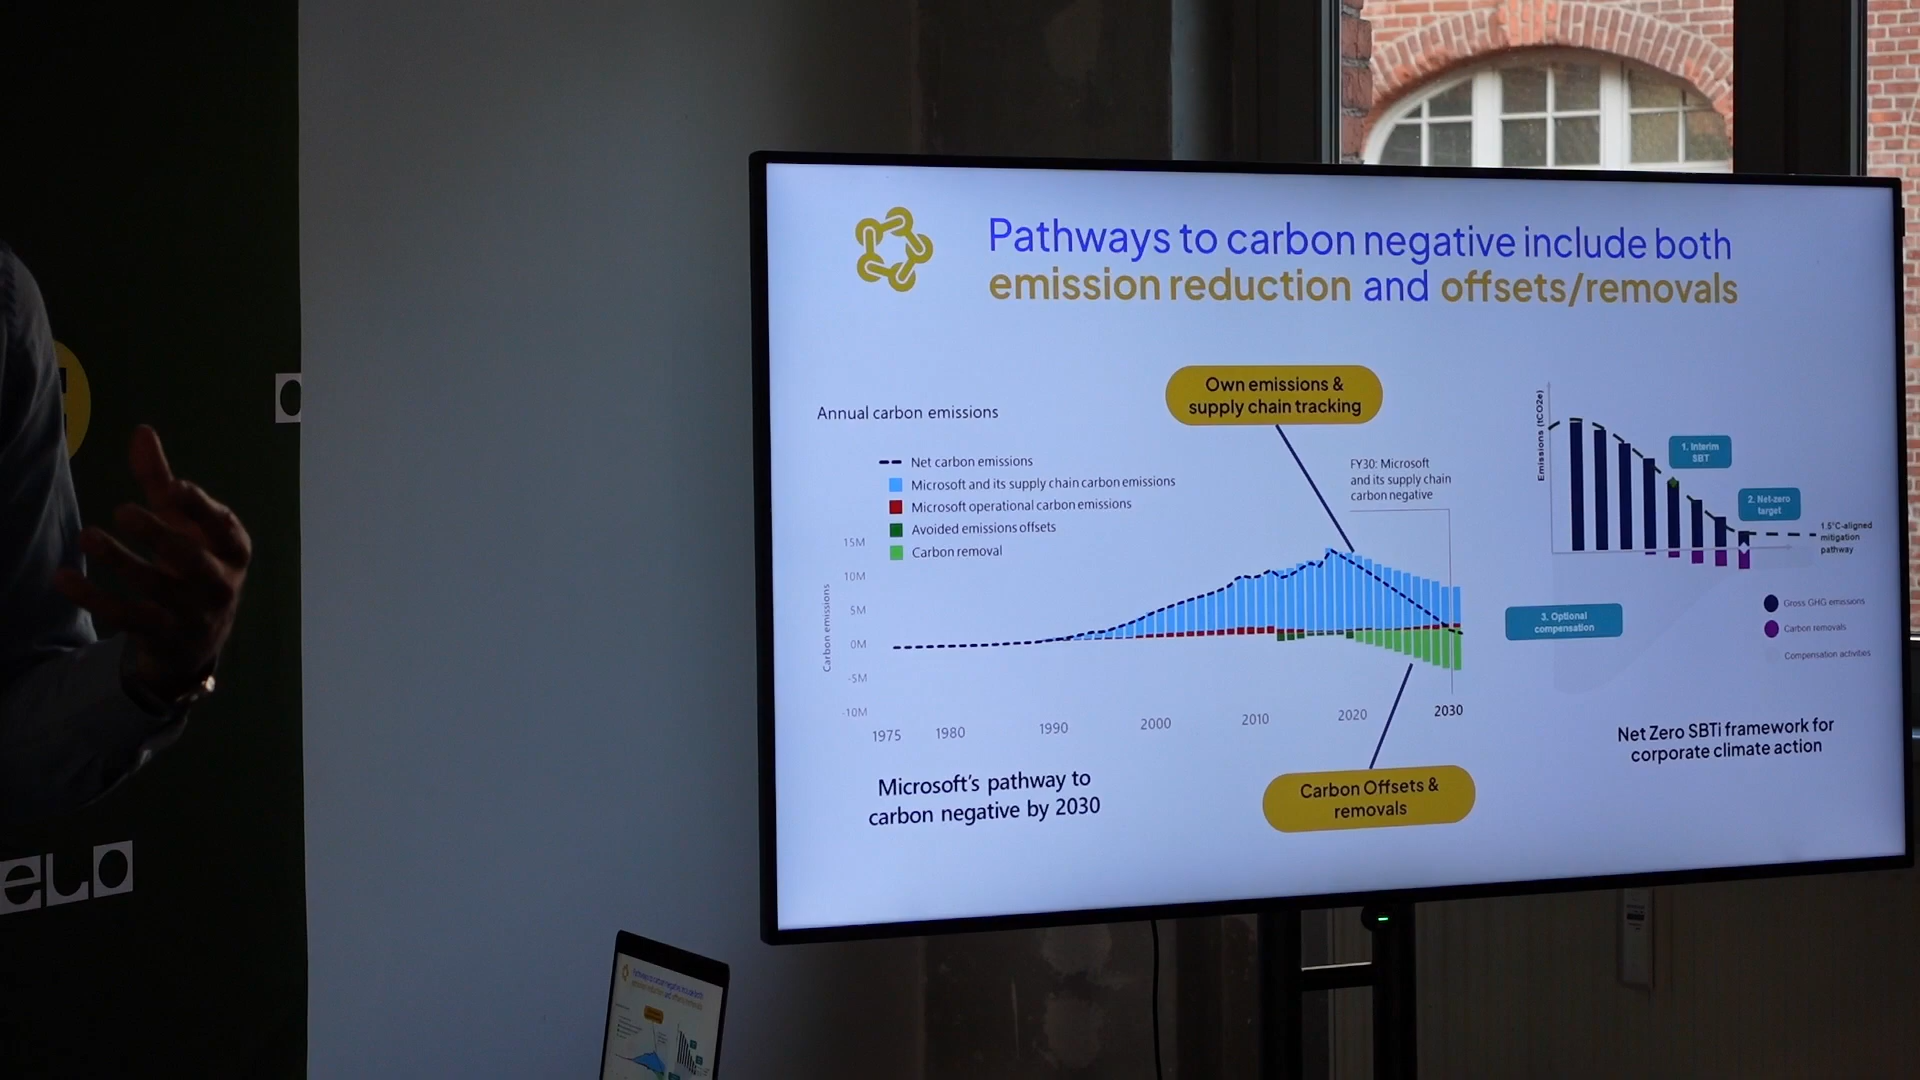 Pathways to carbon negative include both
emission reduction and offsets/removals
Own emissions &
supply chain tracking
Annual carbon emissions
Net carbon emissions
Microsoft and its supply chain carbon emissions
Microsoft operational carbon emissions
Avoided emissions offsets
Carbon removal
FY30: Microsoft
and its supply chain
carbon negative
Carbon emissions
15M
10M
5M
0M
-5M
-10M
1975
1980
1990
2000
2010
2020
2030
Microsoft's pathway to
carbon negative by 2030
Carbon Offsets &
removals
Emissions (tCO2e)
1. Interim
SBT
2. Net-zero
target
1.5°C-aligned
mitigation
pathway
3. Optional
compensation
Gross GHG emissions
Carbon removals
Compensation activities
Net Zero SBTi framework for
corporate climate action
eLO